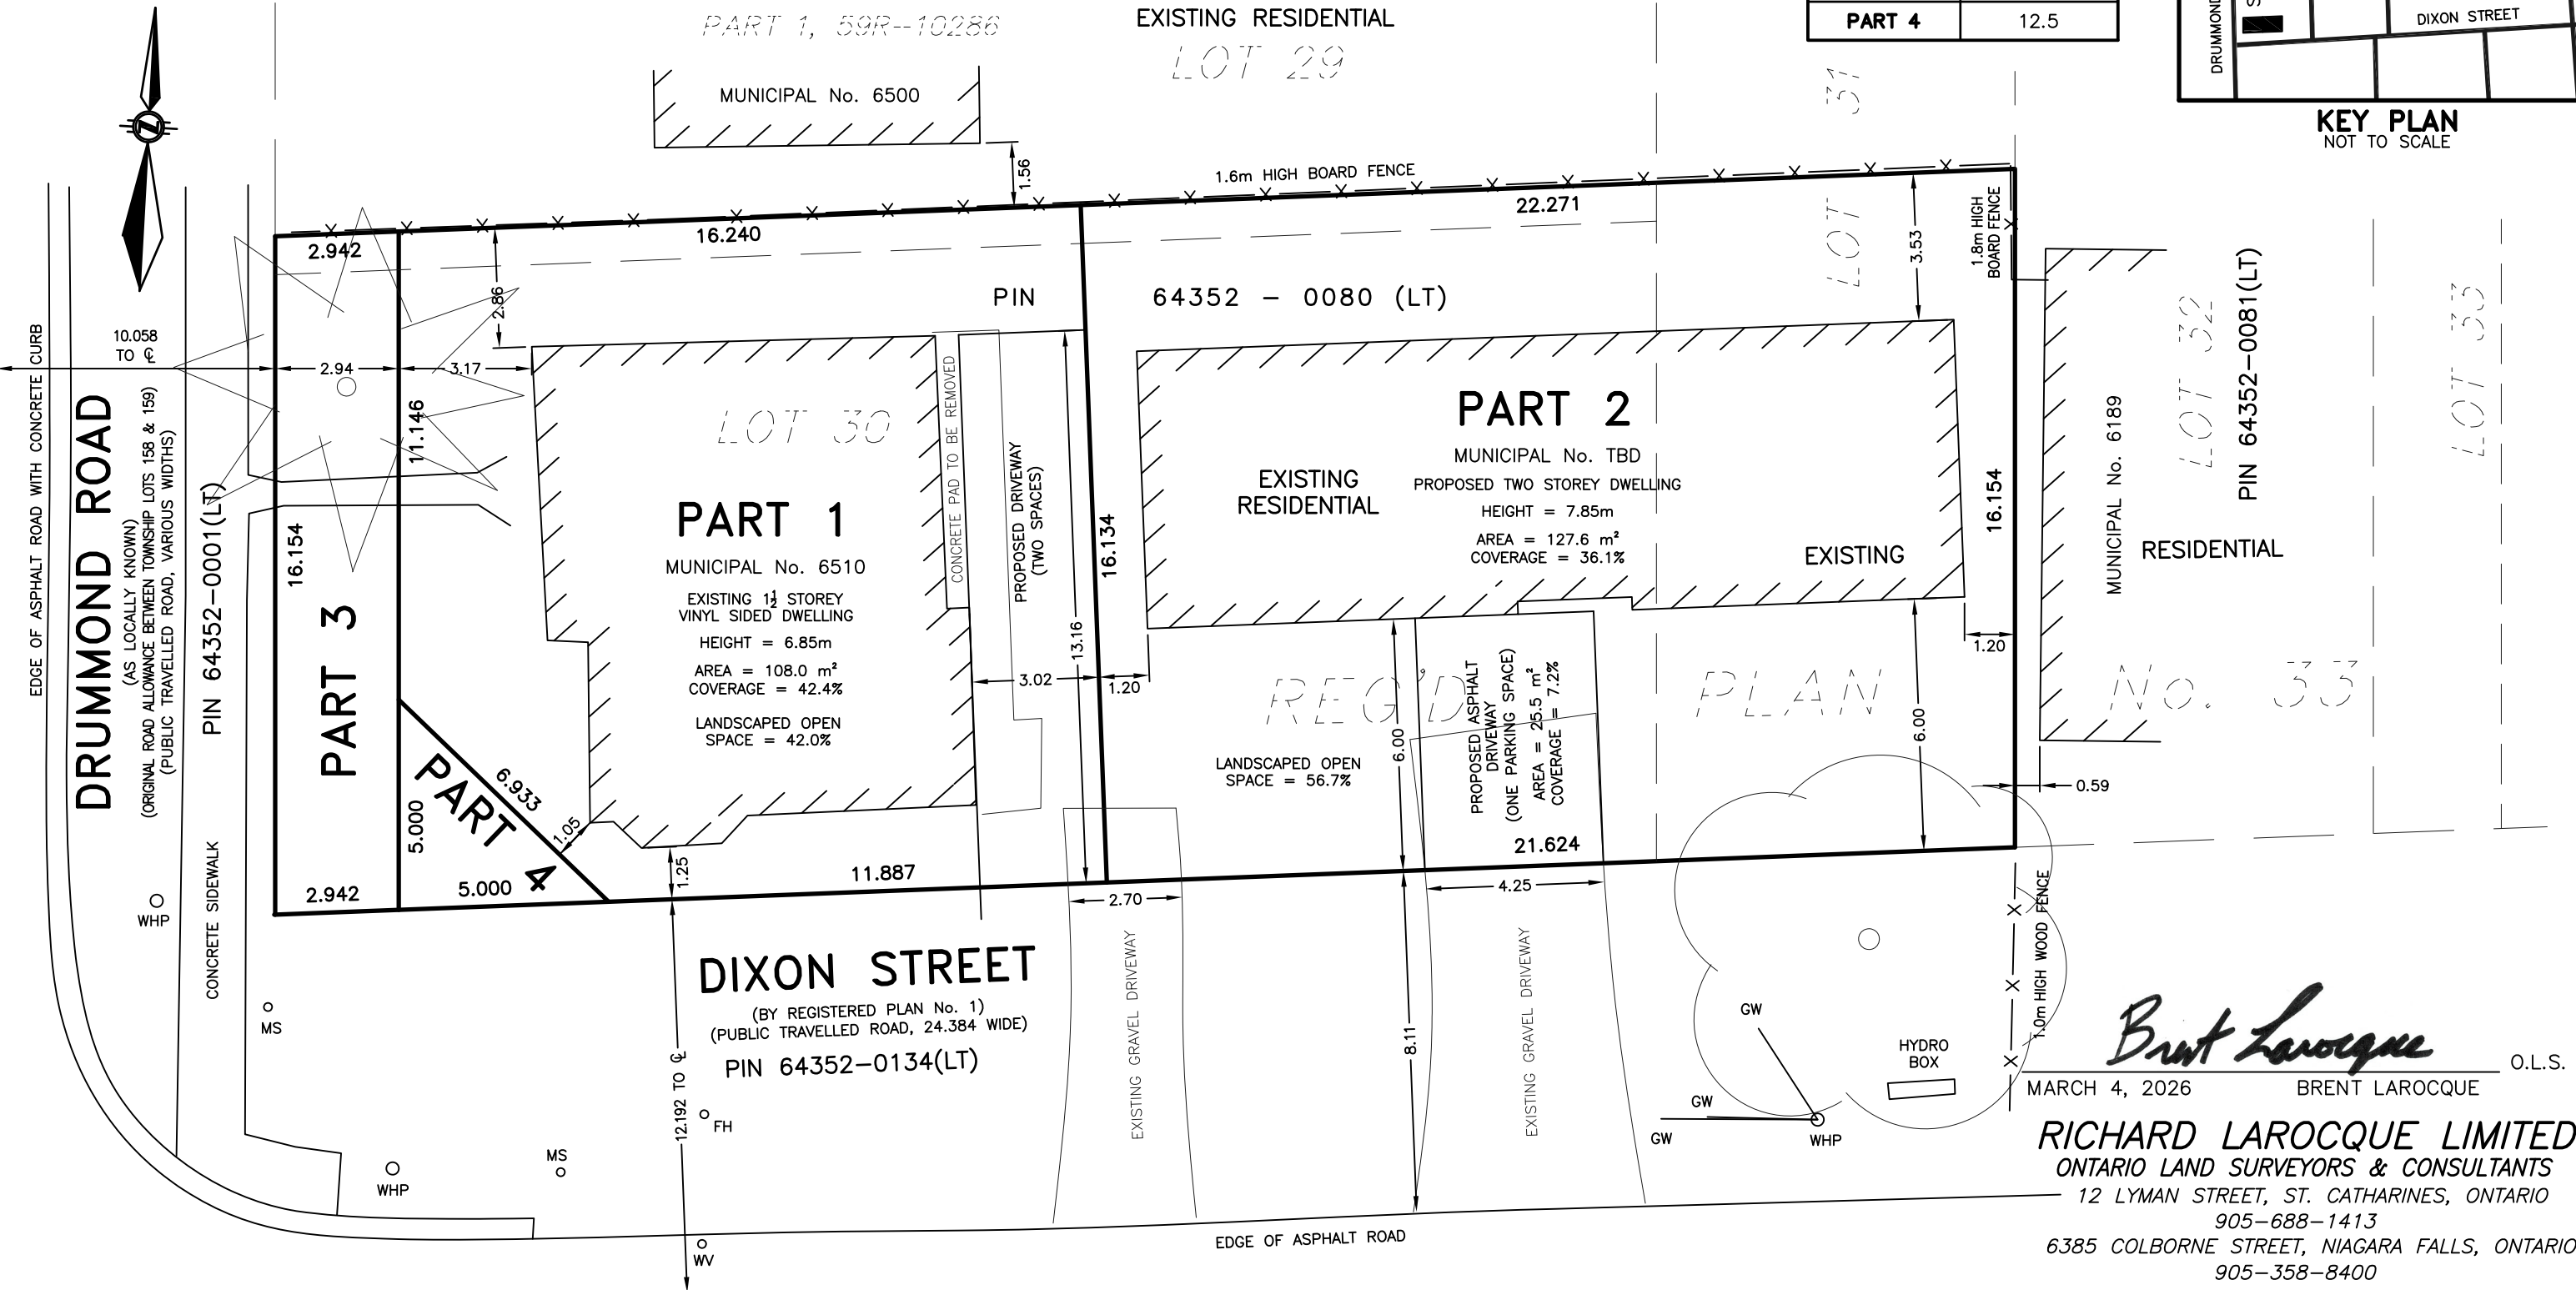 PART 1, 59R-10286
EXISTING RESIDENTIAL
LOT 29
PART 4 12.5
DRUMMOND
S
DIXON STREET
KEY PLAN
NOT TO SCALE
N
MUNICIPAL No. 6500
1.56
1.6m HIGH BOARD FENCE
LOT 31
1.8m HIGH
BOARD FENCE
2.942
16.240
22.271
2.86
3.53
PIN 64352 - 0080 (LT)
10.058
TO ℄
2.94
3.17
EDGE OF ASPHALT ROAD WITH CONCRETE CURB
DRUMMOND ROAD
(AS LOCALLY KNOWN)
(ORIGINAL ROAD ALLOWANCE BETWEEN TOWNSHIP LOTS 158 & 159)
(PUBLIC TRAVELLED ROAD, VARIOUS WIDTHS)
PIN 64352-0001(LT)
CONCRETE SIDEWALK
16.154
PART 3
11.146
5.000
PART 4
6.933
1.05
2.942
5.000
LOT 30
PART 1
MUNICIPAL No. 6510
EXISTING 1½ STOREY
VINYL SIDED DWELLING
HEIGHT = 6.85m
AREA = 108.0 m²
COVERAGE = 42.4%
LANDSCAPED OPEN
SPACE = 42.0%
1.25
11.887
CONCRETE PAD TO BE REMOVED
PROPOSED DRIVEWAY
(TWO SPACES)
3.02
13.16
16.134
1.20
PART 2
MUNICIPAL No. TBD
PROPOSED TWO STOREY DWELLING
HEIGHT = 7.85m
AREA = 127.6 m²
COVERAGE = 36.1%
EXISTING
RESIDENTIAL
EXISTING
16.154
1.20
REG'D PLAN No. 33
LANDSCAPED OPEN
SPACE = 56.7%
6.00
PROPOSED ASPHALT
DRIVEWAY
(ONE PARKING SPACE)
AREA = 25.5 m²
COVERAGE = 7.2%
6.00
21.624
0.59
MUNICIPAL No. 6189
RESIDENTIAL
LOT 32
PIN 64352-0081(LT)
LOT 33
2.70
4.25
DIXON STREET
(BY REGISTERED PLAN No. 1)
(PUBLIC TRAVELLED ROAD, 24.384 WIDE)
PIN 64352-0134(LT)
12.192 TO ℄
EXISTING GRAVEL DRIVEWAY
8.11
EXISTING GRAVEL DRIVEWAY
1.0m HIGH WOOD FENCE
WHP
MS
MS
WHP
FH
WV
GW
GW
GW
WHP
HYDRO
BOX
EDGE OF ASPHALT ROAD
Brent Larocque
O.L.S.
MARCH 4, 2026 BRENT LAROCQUE
RICHARD LAROCQUE LIMITED
ONTARIO LAND SURVEYORS & CONSULTANTS
12 LYMAN STREET, ST. CATHARINES, ONTARIO
905-688-1413
6385 COLBORNE STREET, NIAGARA FALLS, ONTARIO
905-358-8400